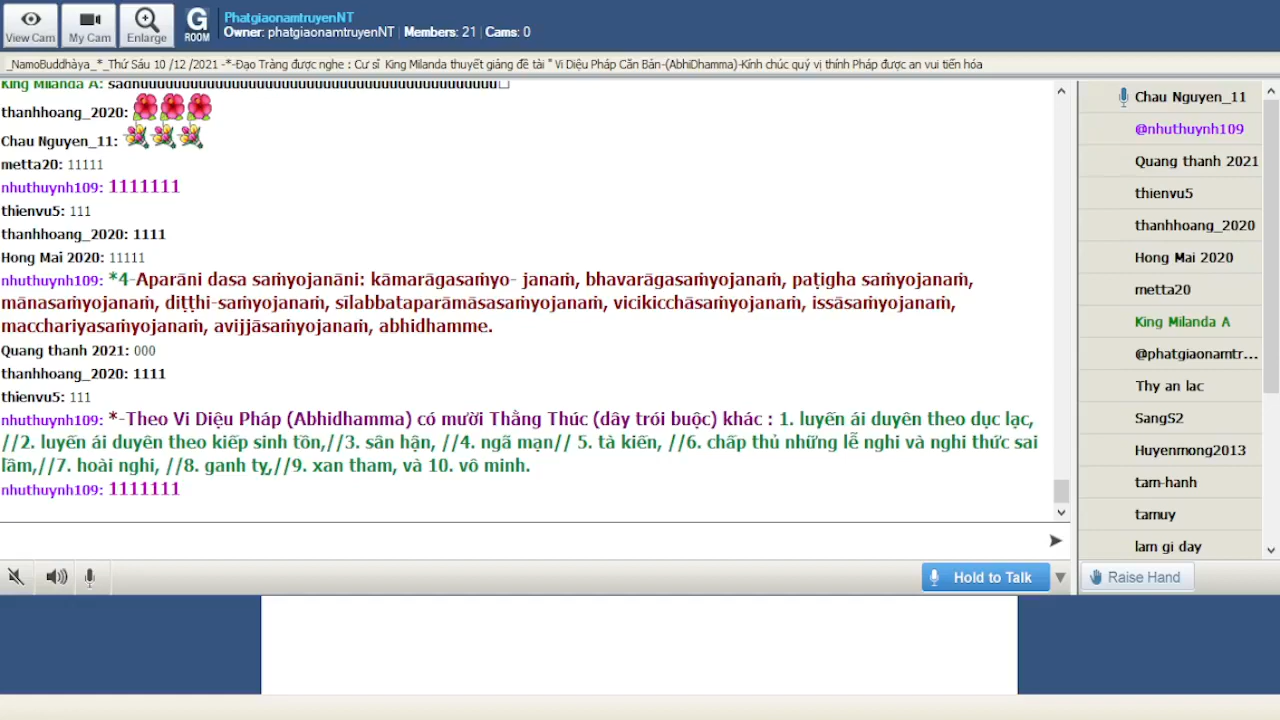 View Cam
My Cam
Enlarge
G ROOM
PhatgiaonamtruyenNT
Owner: phatgiaonamtruyenNT | Members: 21 | Cams: 0
_NamoBuddhàya_*_Thứ Sáu 10 /12 /2021 -*-Đạo Tràng được nghe : Cư sĩ King Milanda thuyết giảng đề tài " Vi Diệu Pháp Căn Bản-(AbhiDhamma)-Kính chúc quý vị thính Pháp được an vui tiến hóa
thanhhoang_2020:
Chau Nguyen_11:
metta20: 11111
nhuthuynh109: 1111111
thienvu5: 111
thanhhoang_2020: 1111
Hong Mai 2020: 11111
nhuthuynh109: *4-Aparāni dasa saṁyojanāni: kāmarāgasaṁyo- janaṁ, bhavarāgasaṁyojanaṁ, paṭigha saṁyojanaṁ,
mānasaṁyojanaṁ, diṭṭhi-saṁyojanaṁ, sīlabbataparāmāsasaṁyojanaṁ, vicikicchāsaṁyojanaṁ, issāsaṁyojanaṁ,
macchariyasaṁyojanaṁ, avijjāsaṁyojanaṁ, abhidhamme.
Quang thanh 2021: 000
thanhhoang_2020: 1111
thienvu5: 111
nhuthuynh109: *-Theo Vi Diệu Pháp (Abhidhamma) có mười Thằng Thúc (dây trói buộc) khác : 1. luyến ái duyên theo dục lạc,
//2. luyến ái duyên theo kiếp sinh tồn,//3. sân hận, //4. ngã mạn// 5. tà kiến, //6. chấp thủ những lễ nghi và nghi thức sai
lầm,//7. hoài nghi, //8. ganh tỵ,//9. xan tham, và 10. vô minh.
nhuthuynh109: 1111111
Hold to Talk
Chau Nguyen_11
@nhuthuynh109
Quang thanh 2021
thienvu5
thanhhoang_2020
Hong Mai 2020
metta20
King Milanda A
@phatgiaonamtr...
Thy an lac
SangS2
Huyenmong2013
tam-hanh
tamuy
lam gi day
Raise Hand